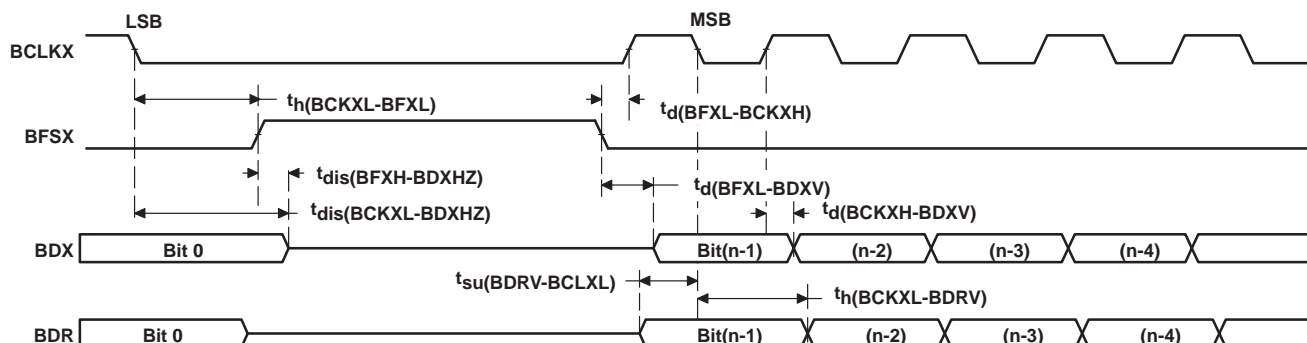 LSB MSB
BCLKX
th(BCKXL-BFXL) td(BFXL-BCKXH)
BFSX
tdis(BFXH-BDXHZ) td(BFXL-BDXV)
tdis(BCKXL-BDXHZ) td(BCKXH-BDXV)
BDX Bit 0 Bit(n-1) (n-2) (n-3) (n-4)
tsu(BDRV-BCLXL) th(BCKXL-BDRV)
BDR Bit 0 Bit(n-1) (n-2) (n-3) (n-4)